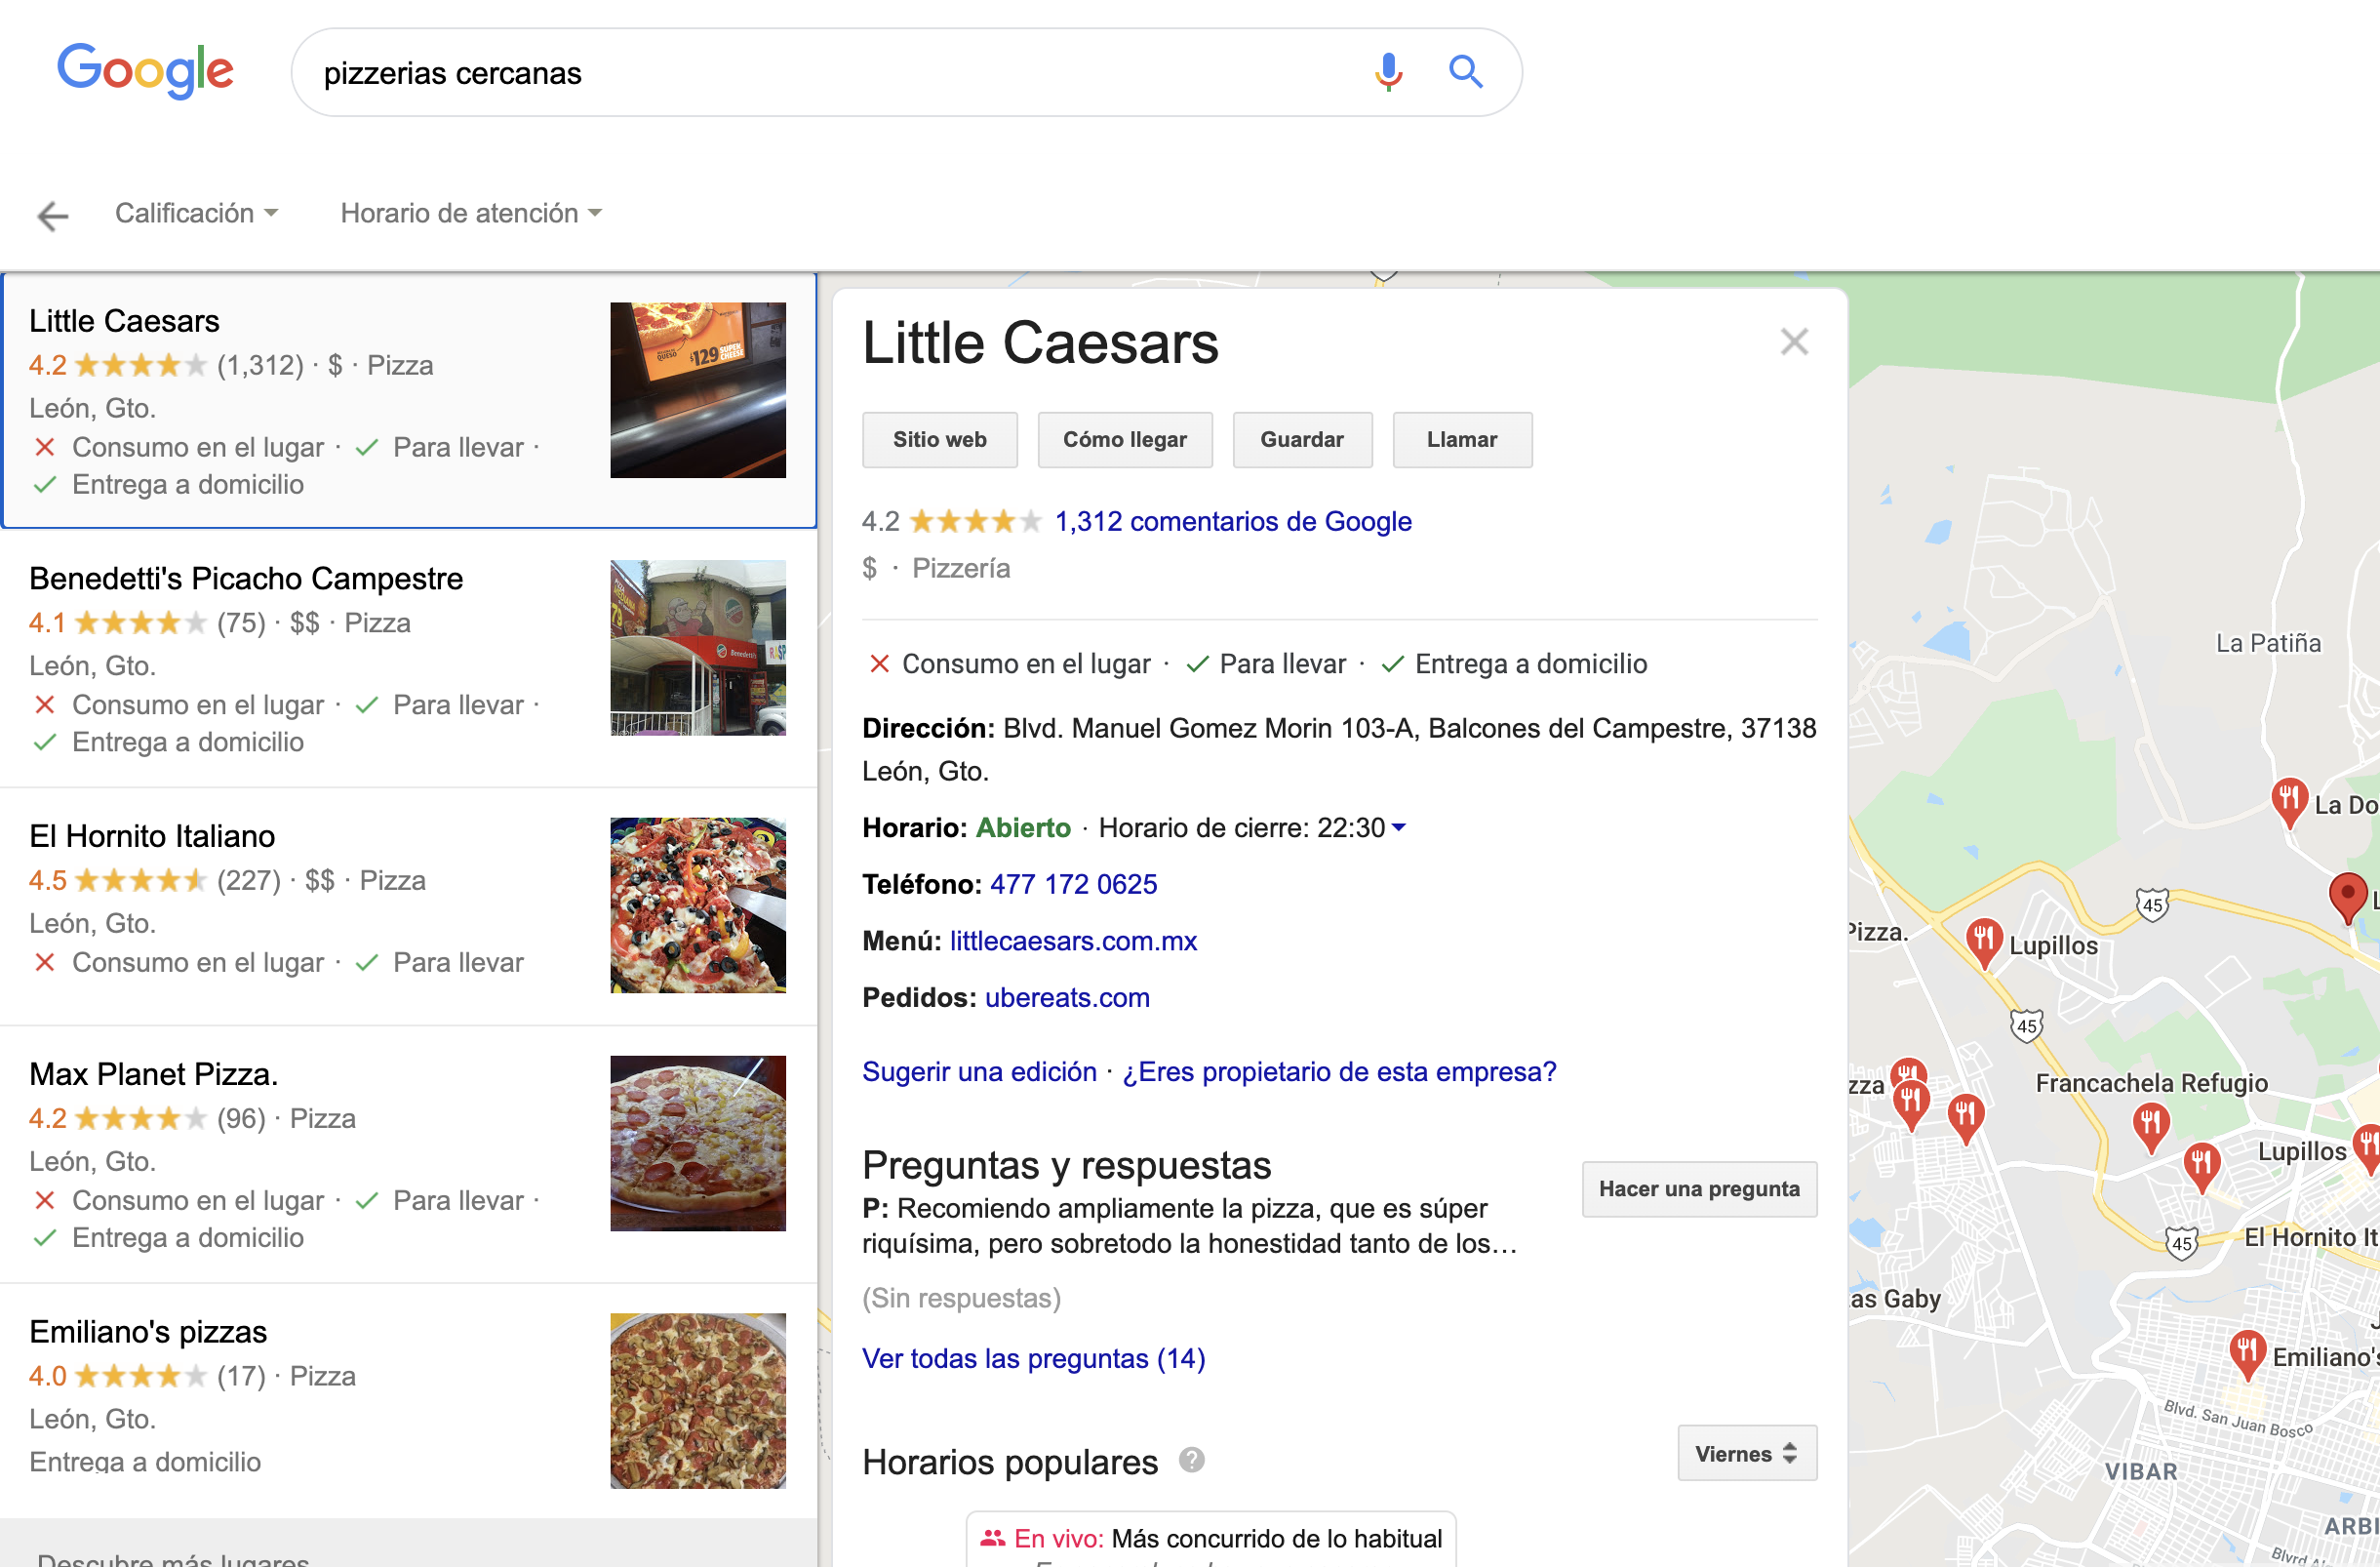 Google
pizzerias cercanas
Calificación
Horario de atención
Little Caesars
4.2 (1,312) · $ · Pizza
León, Gto.
Consumo en el lugar · Para llevar ·
Entrega a domicilio
$129 SUPER CHEESE
QUESO
Benedetti's Picacho Campestre
4.1 (75) · $$ · Pizza
León, Gto.
Consumo en el lugar · Para llevar ·
Entrega a domicilio
Benedetti's
El Hornito Italiano
4.5 (227) · $$ · Pizza
León, Gto.
Consumo en el lugar · Para llevar
Max Planet Pizza.
4.2 (96) · Pizza
León, Gto.
Consumo en el lugar · Para llevar ·
Entrega a domicilio
Emiliano's pizzas
4.0 (17) · Pizza
León, Gto.
Entrega a domicilio
Descubre más lugares
Little Caesars
Sitio web
Cómo llegar
Guardar
Llamar
4.2 1,312 comentarios de Google
$ · Pizzería
Consumo en el lugar · Para llevar · Entrega a domicilio
Dirección: Blvd. Manuel Gomez Morin 103-A, Balcones del Campestre, 37138
León, Gto.
Horario: Abierto · Horario de cierre: 22:30
Teléfono: 477 172 0625
Menú: littlecaesars.com.mx
Pedidos: ubereats.com
Sugerir una edición · ¿Eres propietario de esta empresa?
Preguntas y respuestas
Hacer una pregunta
P: Recomiendo ampliamente la pizza, que es súper
riquísima, pero sobretodo la honestidad tanto de los…
(Sin respuestas)
Ver todas las preguntas (14)
Horarios populares ?
Viernes
En vivo: Más concurrido de lo habitual
La Patiña
La Do
45
Pizza.
Lupillos
45
zza
Francachela Refugio
Lupillos
45
El Hornito It
as Gaby
Emiliano's
Blvd. San Juan Bosco
VIBAR
ARBI
Blvrd